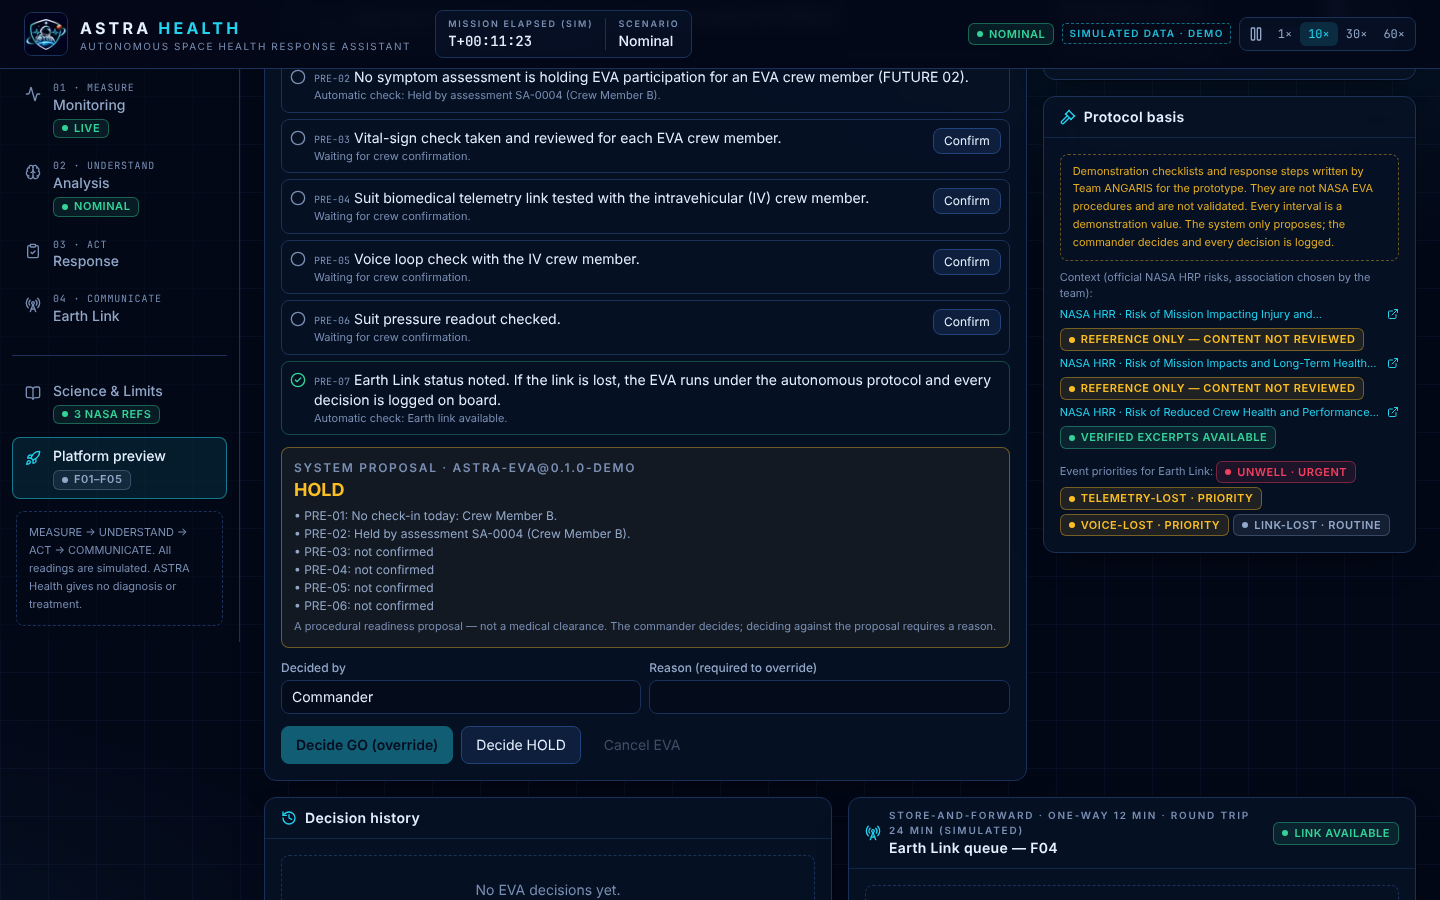 ASTRA HEALTH
AUTONOMOUS SPACE HEALTH RESPONSE ASSISTANT
MISSION ELAPSED (SIM)
T+00:11:23
SCENARIO
Nominal
NOMINAL
SIMULATED DATA · DEMO
1×
10×
30×
60×
01 · MEASURE
Monitoring
LIVE
02 · UNDERSTAND
Analysis
NOMINAL
03 · ACT
Response
04 · COMMUNICATE
Earth Link
Science & Limits
3 NASA REFS
Platform preview
F01–F05
MEASURE → UNDERSTAND →
ACT → COMMUNICATE. All
readings are simulated. ASTRA
Health gives no diagnosis or
treatment.
PRE-02 No symptom assessment is holding EVA participation for an EVA crew member (FUTURE 02).
Automatic check: Held by assessment SA-0004 (Crew Member B).
PRE-03 Vital-sign check taken and reviewed for each EVA crew member.
Waiting for crew confirmation.
Confirm
PRE-04 Suit biomedical telemetry link tested with the intravehicular (IV) crew member.
Waiting for crew confirmation.
Confirm
PRE-05 Voice loop check with the IV crew member.
Waiting for crew confirmation.
Confirm
PRE-06 Suit pressure readout checked.
Waiting for crew confirmation.
Confirm
PRE-07 Earth Link status noted. If the link is lost, the EVA runs under the autonomous protocol and every
decision is logged on board.
Automatic check: Earth link available.
SYSTEM PROPOSAL · ASTRA-EVA@0.1.0-DEMO
HOLD
• PRE-01: No check-in today: Crew Member B.
• PRE-02: Held by assessment SA-0004 (Crew Member B).
• PRE-03: not confirmed
• PRE-04: not confirmed
• PRE-05: not confirmed
• PRE-06: not confirmed
A procedural readiness proposal — not a medical clearance. The commander decides; deciding against the proposal requires a reason.
Decided by
Commander
Reason (required to override)
Decide GO (override)
Decide HOLD
Cancel EVA
Protocol basis
Demonstration checklists and response steps written by
Team ANGARIS for the prototype. They are not NASA EVA
procedures and are not validated. Every interval is a
demonstration value. The system only proposes; the
commander decides and every decision is logged.
Context (official NASA HRP risks, association chosen by the
team):
NASA HRR · Risk of Mission Impacting Injury and...
REFERENCE ONLY — CONTENT NOT REVIEWED
NASA HRR · Risk of Mission Impacts and Long-Term Health...
REFERENCE ONLY — CONTENT NOT REVIEWED
NASA HRR · Risk of Reduced Crew Health and Performance...
VERIFIED EXCERPTS AVAILABLE
Event priorities for Earth Link: UNWELL · URGENT
TELEMETRY-LOST · PRIORITY
VOICE-LOST · PRIORITY
LINK-LOST · ROUTINE
Decision history
No EVA decisions yet.
STORE-AND-FORWARD · ONE-WAY 12 MIN · ROUND TRIP
24 MIN (SIMULATED)
Earth Link queue — F04
LINK AVAILABLE